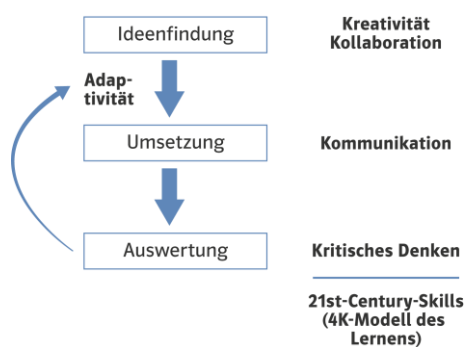 Ideenfindung
Kreativität
Kollaboration
Adap-
tivität
Umsetzung
Kommunikation
Auswertung
Kritisches Denken
21st-Century-Skills
(4K-Modell des
Lernens)